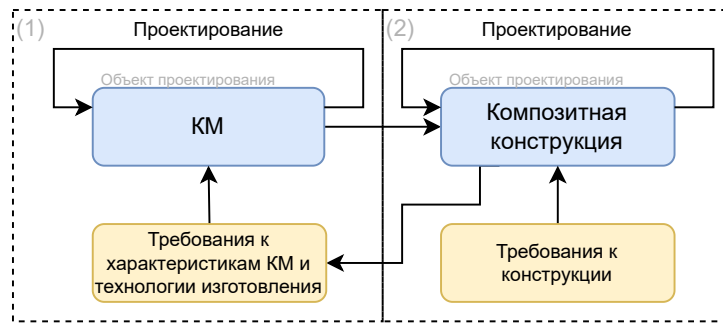 (1)
Проектирование
Объект проектирования
КМ
Требования к
характеристикам КМ и
технологии изготовления
(2)
Проектирование
Объект проектирования
Композитная
конструкция
Требования к
конструкции